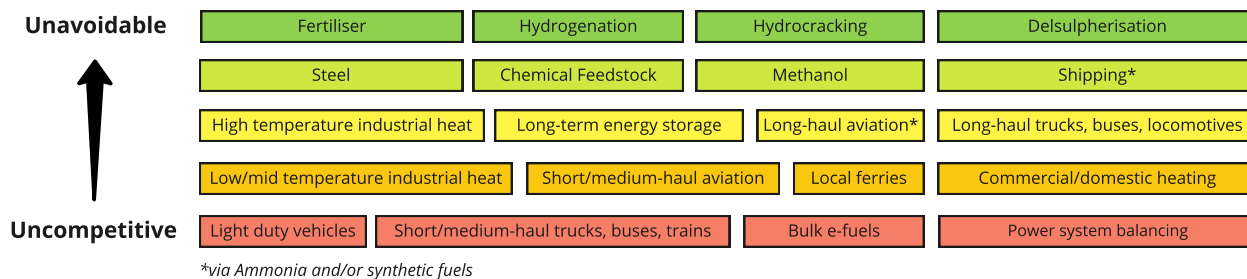 Unavoidable
Fertiliser
Hydrogenation
Hydrocracking
Delsulpherisation
Steel
Chemical Feedstock
Methanol
Shipping*
High temperature industrial heat
Long-term energy storage
Long-haul aviation*
Long-haul trucks, buses, locomotives
Low/mid temperature industrial heat
Short/medium-haul aviation
Local ferries
Commercial/domestic heating
Uncompetitive
Light duty vehicles
Short/medium-haul trucks, buses, trains
Bulk e-fuels
Power system balancing
*via Ammonia and/or synthetic fuels